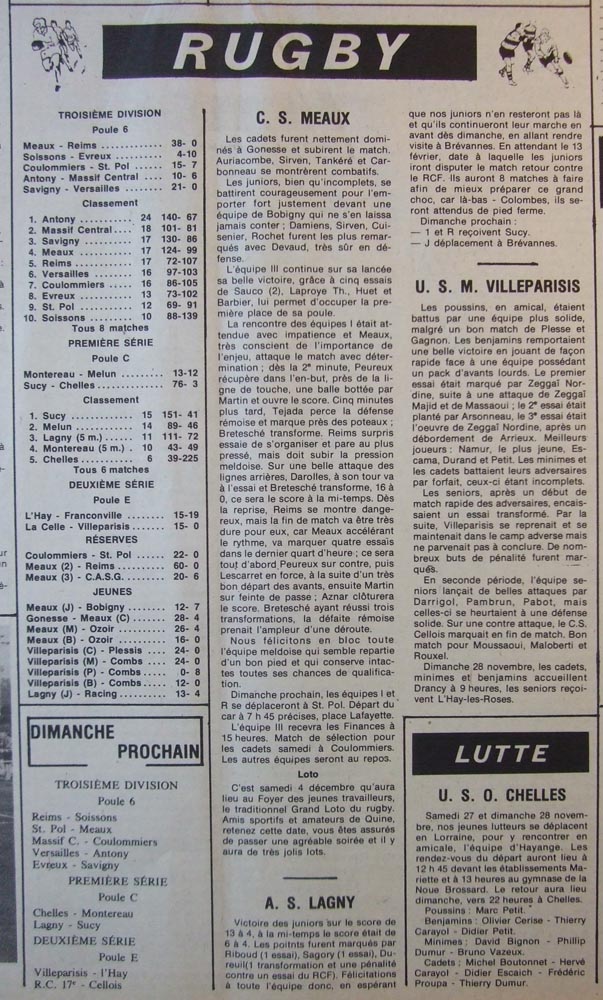 RUGBY
TROISIÈME DIVISION
Poule 6
Meaux - Reims ............. 38- 0
Soissons - Evreux ........... 4-10
Coulommiers - St. Pol ...... 15- 7
Antony - Massif Central .... 10- 6
Savigny - Versailles ........ 21- 0
Classement
1. Antony ........... 24 140- 67
2. Massif Central.... 18 101- 81
3. Savigny .......... 17 130- 86
4. Meaux ............ 17 124- 99
5. Reims ............ 17 72-107
6. Versailles ....... 16 97-103
7. Coulommiers .... 16 86-105
8. Evreux ........... 13 73-102
9. St. Pol ........... 12 69- 91
10. Soissons ......... 10 88-139
Tous 8 matches
PREMIÈRE SÉRIE
Poule C
Montereau - Melun ......... 13-12
Sucy - Chelles .............. 76- 3
Classement
1. Sucy ............. 15 151- 41
2. Melun ............ 14 89- 46
3. Lagny (5 m.) ..... 11 111- 72
4. Montereau (5 m.) . 10 43- 49
5. Chelles ........... 6 39-225
Tous 6 matches
DEUXIÈME SÉRIE
Poule E
L'Hay - Franconville ....... 15-19
La Celle - Villeparisis ...... 15- 0
RÉSERVES
Coulommiers - St. Pol ...... 22- 0
Meaux (2) - Reims .......... 60- 0
Meaux (3) - C.A.S.G. ........ 20- 6
JEUNES
Meaux (J) - Bobigny ........ 12- 7
Gonesse - Meaux (C) ....... 28- 4
Meaux (M) - Ozoir .......... 26- 4
Meaux (B) - Ozoir .......... 16- 0
Villeparisis (C) - Plessis .... 24- 0
Villeparisis (M) - Combs .... 24- 0
Villeparisis (P) - Combs .... 0- 8
Villeparisis (B) - Combs..... 12- 0
Lagny (J) - Racing .......... 13- 4
DIMANCHE
PROCHAIN
TROISIÈME DIVISION
Poule 6
Reims - Soissons
St. Pol - Meaux
Massif C. - Coulommiers
Versailles - Antony
Evreux - Savigny
PREMIÈRE SÉRIE
Poule C
Chelles - Montereau
Lagny - Sucy
DEUXIÈME SÉRIE
Poule E
Villeparisis - l'Hay
R.C. 17e - Cellois
C. S. MEAUX
Les cadets furent nettement domi-
nés à Gonesse et subirent le match.
Auriacombe, Sirven, Tankéré et Car-
bonneau se montrèrent combatifs.
Les juniors, bien qu'incomplets, se
battirent courageusement pour l'em-
porter fort justement devant une
équipe de Bobigny qui ne s'en laissa
jamais conter ; Damiens, Sirven, Cui-
senier, Rochet furent les plus remar-
qués avec Devaud, très sûr en dé-
fense.
L'équipe III continue sur sa lancée
sa belle victoire, grâce à cinq essais
de Sauco (2), Laproye Th., Huet et
Barbier, lui permet d'occuper la pre-
mière place de sa poule.
La rencontre des équipes I était at-
tendue avec impatience et Meaux,
très conscient de l'importance de
l'enjeu, attaque le match avec déter-
mination ; dès la 2e minute, Peureux
récupère dans l'en-but, près de la li-
gne de touche, une balle bottée par
Martin et ouvre le score. Cinq minutes
plus tard, Tejada perce la défense
rémoise et marque près des poteaux ;
Bretesché transforme. Reims surpris
essaie de s'organiser et pare au plus
pressé, mais doit subir la pression
meldoise. Sur une belle attaque des
lignes arrières, Darolles, à son tour va
à l'essai et Bretesché transforme, 16 à
0, ce sera le score à la mi-temps. Dès
la reprise, Reims se montre dange-
reux, mais la fin de match va être très
dure pour eux, car Meaux accélérant
le rythme, va marquer quatre essais
dans le dernier quart d'heure ; ce sera
tout d'abord Peureux sur contre, puis
Lescarret en force, à la suite d'un très
bon départ des avants, ensuite Martin
sur feinte de passe ; Aznar clôturera
le score. Bretesché ayant réussi trois
transformations, la défaite rémoise
prenait l'ampleur d'une déroute.
Nous félicitons en bloc toute
l'équipe meldoise qui semble repartie
d'un bon pied et qui conserve intac-
tes toutes ses chances de qualifica-
tion.
Dimanche prochain, les équipes I et
R se déplaceront à St. Pol. Départ du
car à 7 h 45 précises, place Lafayette.
L'équipe III recevra les Finances à
15 heures. Match de sélection pour
les cadets samedi à Coulommiers.
Les autres équipes seront au repos.
Loto
C'est samedi 4 décembre qu'aura
lieu au Foyer des jeunes travailleurs,
le traditionnel Grand Loto du rugby.
Amis sportifs et amateurs de Quine,
retenez cette date, vous êtes assurés
de passer une agréable soirée et il y
aura de très jolis lots.
A. S. LAGNY
Victoire des juniors sur le score de
13 à 4, à la mi-temps le score était de
6 à 4. Les poitnts furent marqués par
Riboud (1 essai), Sagory (1 essai), Du-
reuil(1 transformation et une pénalité
contre un essai du RCF). Félicitations
à toute l'équipe donc, en espérant
que nos juniors n'en resteront pas là
et qu'ils continueront leur marche en
avant dès dimanche, en allant rendre
visite à Brévannes. En attendant le 13
février, date à laquelle les juniors
iront disputer le match retour contre
le RCF. Ils auront 8 matches à faire
afin de mieux préparer ce grand
choc, car là-bas - Colombes, ils se-
ront attendus de pied ferme.
Dimanche prochain :
— 1 et R reçoivent Sucy.
— J déplacement à Brévannes.
U. S. M. VILLEPARISIS
Les poussins, en amical, étaient
battus par une équipe plus solide,
malgré un bon match de Plesse et
Gagnon. Les benjamins remportaient
une belle victoire en jouant de façon
rapide face à une équipe possédant
un pack d'avants lourds. Le premier
essai était marqué par Zeggaï Nor-
dine, suite à une attaque de Zeggaï
Majid et de Massaoui ; le 2e essai était
planté par Arsonneau, le 3e essai était
l'oeuvre de Zeggaï Nordine, après un
débordement de Arrieux. Meilleurs
joueurs : Namur, le plus jeune, Es-
cama, Durand et Petit. Les minimes et
les cadets battaient leurs adversaires
par forfait, ceux-ci étant incomplets.
Les seniors, après un début de
match rapide des adversaires, encais-
saient un essai transformé. Par la
suite, Villeparisis se reprenait et se
maintenait dans le camp adverse mais
ne parvenait pas à conclure. De nom-
breux buts de pénalité furent mar-
qués.
En seconde période, l'équipe se-
niors lançait de belles attaques par
Darrigol, Pambrun, Pabot, mais
celles-ci se heurtaient à une défense
solide. Sur une contre attaque, le C.S.
Cellois marquait en fin de match. Bon
match pour Moussaoui, Maloberti et
Rouxel.
Dimanche 28 novembre, les cadets,
minimes et benjamins accueillent
Drancy à 9 heures, les seniors reçoi-
vent L'Hay-les-Roses.
LUTTE
U. S. O. CHELLES
Samedi 27 et dimanche 28 novem-
bre, nos jeunes lutteurs se déplacent
en Lorraine, pour y rencontrer en
amicale, l'équipe d'Hayange. Les
rendez-vous du départ auront lieu à
12 h 45 devant les établissements Ma-
riette et à 13 heures au gymnase de la
Noue Brossard. Le retour aura lieu
dimanche, vers 22 heures à Chelles.
Poussins : Marc Petit.
Benjamins : Olivier Cerise - Thierry
Carayol - Didier Petit.
Minimes : David Bignon - Phillip
Dumur - Bruno Vazeux.
Cadets : Michel Boutonnet - Hervé
Carayol - Didier Escaich - Frédéric
Proupa - Thierry Dumur.